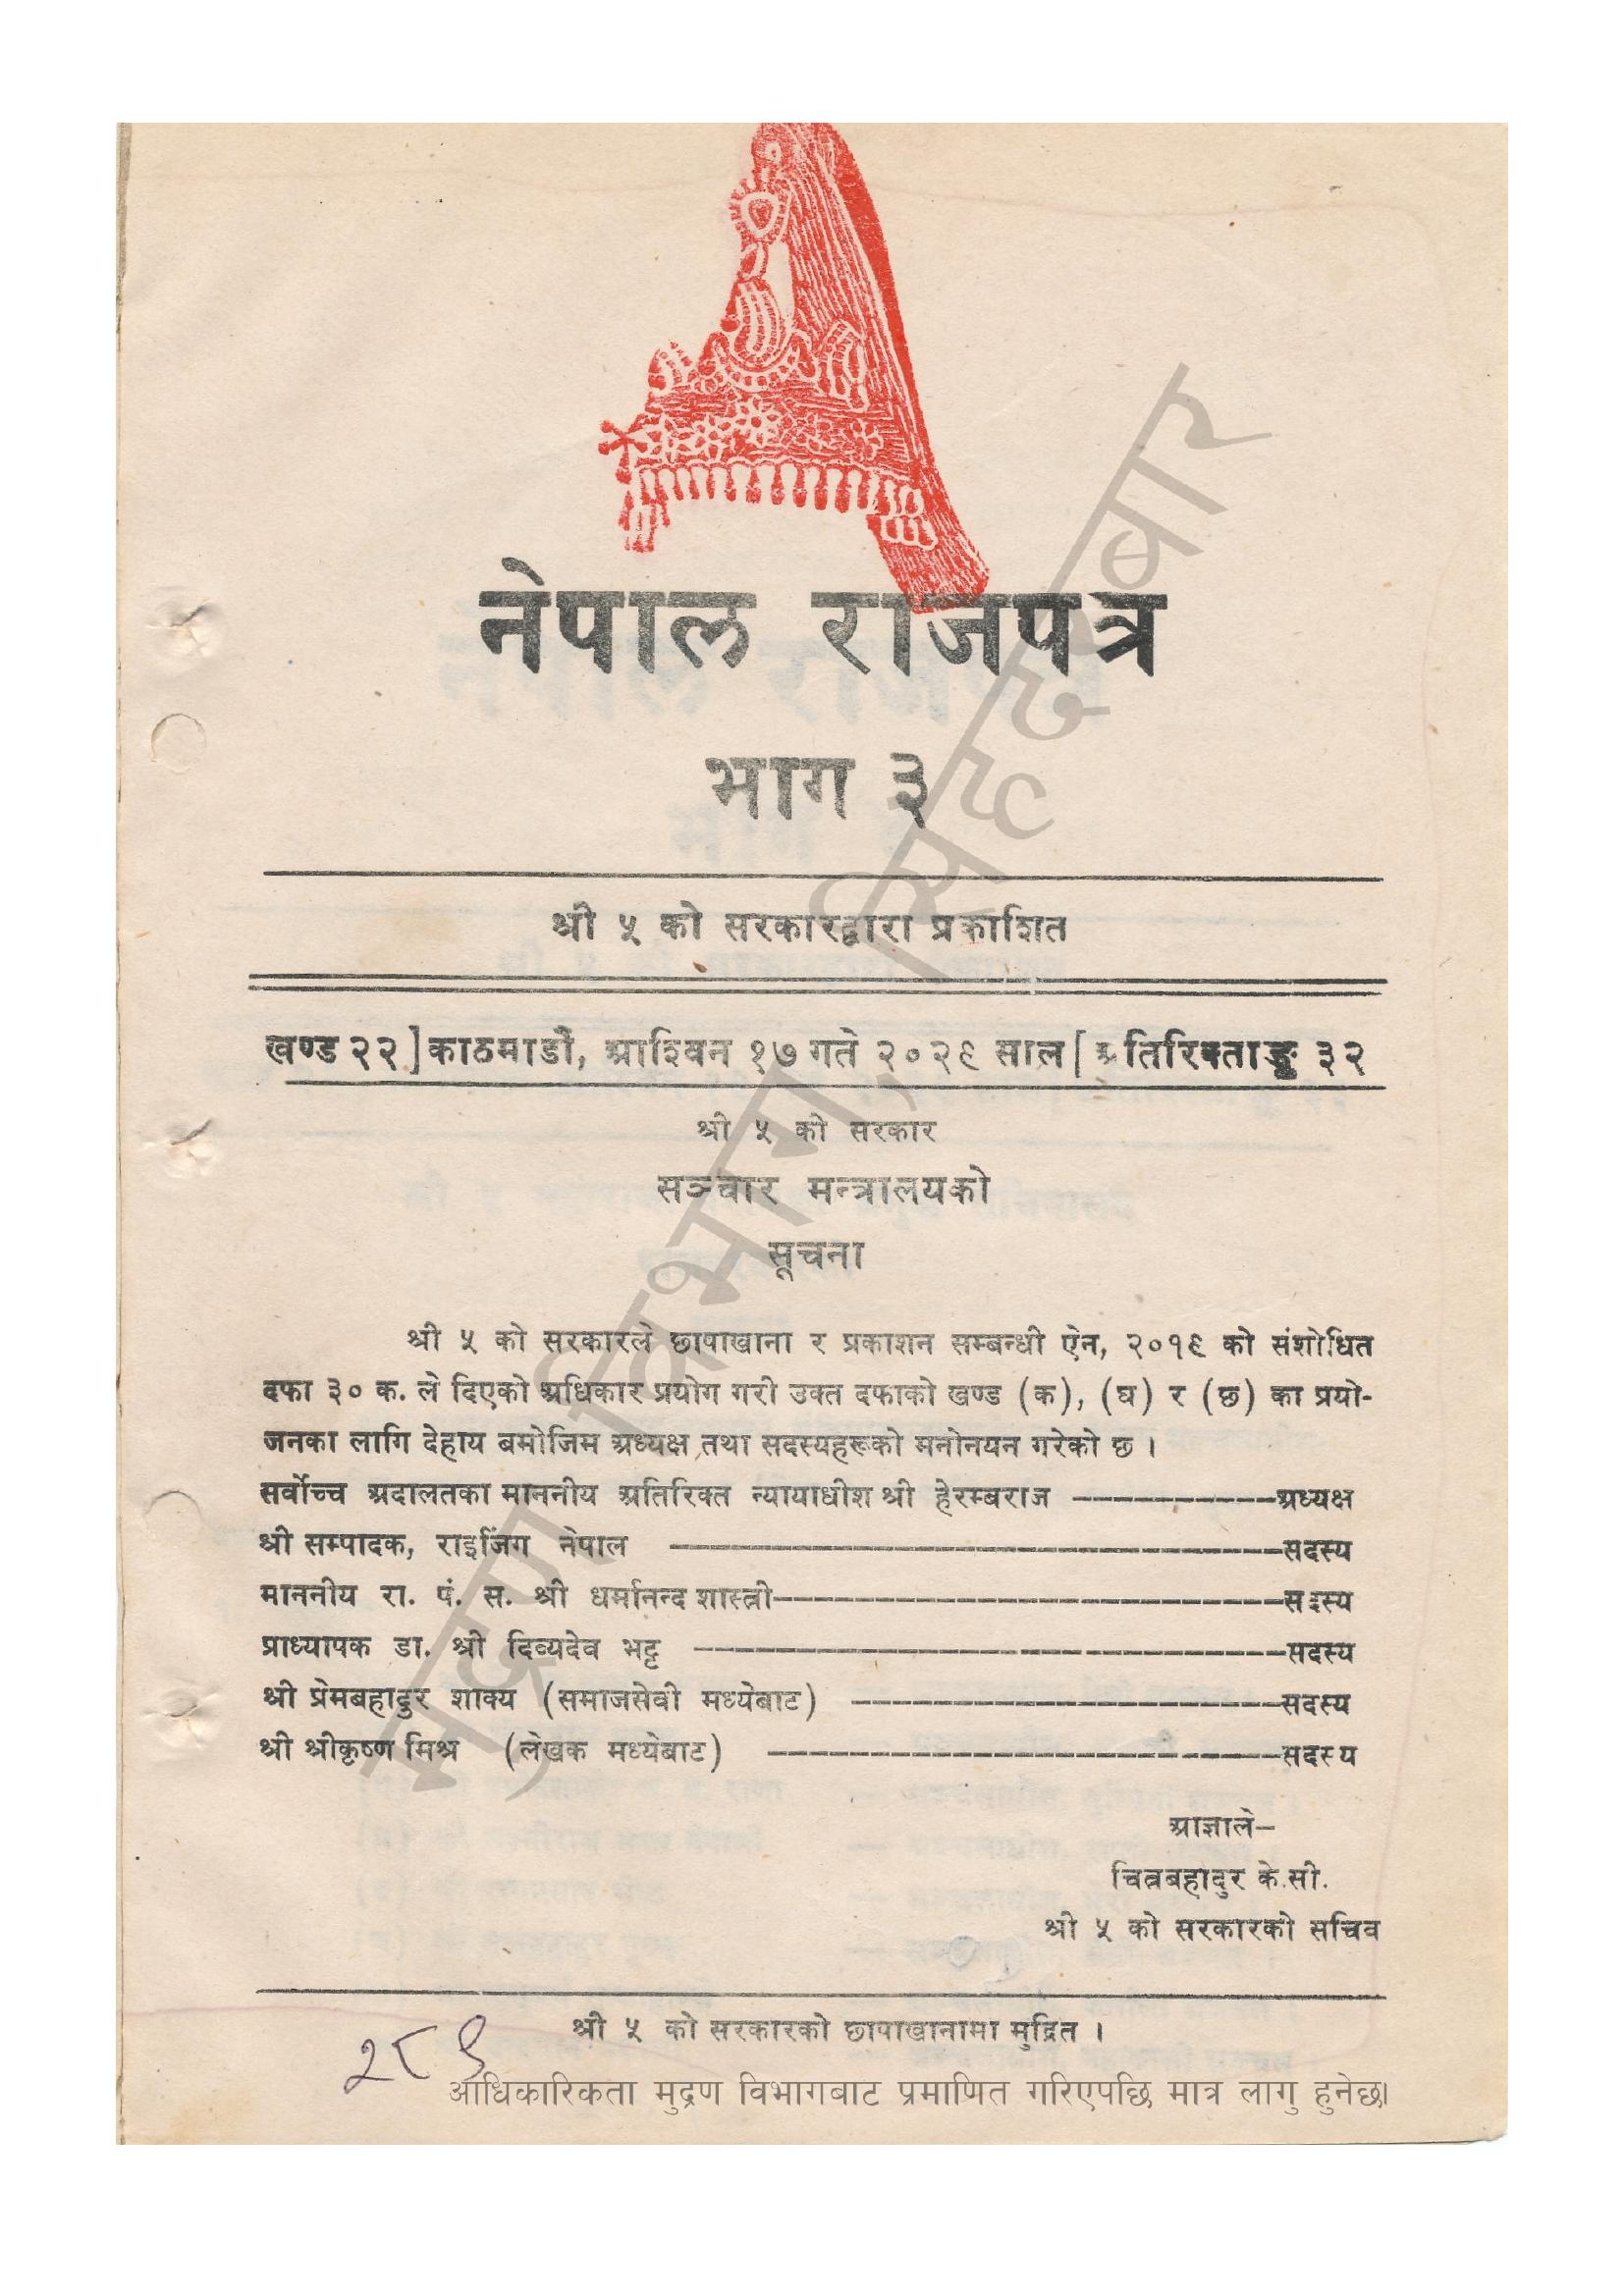 नेपाल राजपत्र
भाग ३
श्री ५ को सरकारद्वारा प्रकाशित
खण्ड २२] काठमाडौं, आश्विन १७ गते २०२९ साल [अतिरिक्ताङ्क ३२
श्री ५ को सरकार
सञ्चार मन्त्रालयको
सूचना
श्री ५ को सरकारले छापाखाना र प्रकाशन सम्बन्धी ऐन, २०१९ को संशोधित
दफा ३० क. ले दिएको अधिकार प्रयोग गरी उक्त दफाको खण्ड (क), (घ) र (छ) का प्रयो-
जनका लागि देहाय बमोजिम अध्यक्ष तथा सदस्यहरूको मनोनयन गरेको छ ।
सर्वोच्च अदालतका माननीय अतिरिक्त न्यायाधीश श्री हेरम्बराज ------------अध्यक्ष
श्री सम्पादक, राइजिंग नेपाल ------------------------------------सदस्य
माननीय रा. पं. स. श्री धर्मानन्द शास्त्री------------------------------सदस्य
प्राध्यापक डा. श्री दिव्यदेव भट्ट -----------------------------------सदस्य
श्री प्रेमबहादुर शाक्य (समाजसेवी मध्येबाट) -------------------------सदस्य
श्री श्रीकृष्ण मिश्र (लेखक मध्येबाट) ------------------------------सदस्य
आज्ञाले–
चित्रबहादुर के.सी.
श्री ५ को सरकारको सचिव
श्री ५ को सरकारको छापाखानामा मुद्रित ।
२८९
आधिकारिकता मुद्रण विभागबाट प्रमाणित गरिएपछि मात्र लागु हुनेछ।
मुद्रण विभाग, सिंहदरबार